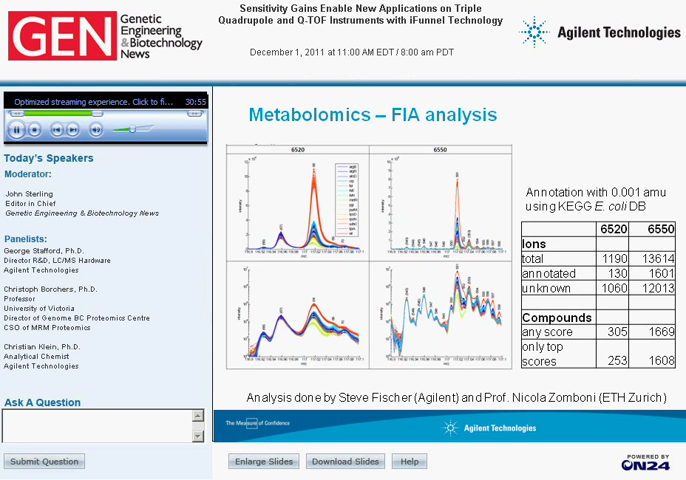 Sensitivity Gains Enable New Applications on Triple
Quadrupole and Q-TOF Instruments with iFunnel Technology
December 1, 2011 at 11:00 AM EDT / 8:00 am PDT
GEN
Genetic
Engineering
& Biotechnology
News
Agilent Technologies
Optimized streaming experience. Click to fi... 30:55
Today's Speakers
Moderator:
John Sterling
Editor in Chief
Genetic Engineering & Biotechnology News
Panelists:
George Stafford, Ph.D.
Director R&D, LC/MS Hardware
Agilent Technologies
Christoph Borchers, Ph.D.
Professor
University of Victoria
Director of Genome BC Proteomics Centre
CSO of MRM Proteomics
Christian Klein, Ph.D.
Analytical Chemist
Agilent Technologies
Ask A Question
Submit Question
Metabolomics – FIA analysis
6520 6550
Annotation with 0.001 amu
using KEGG E. coli DB
6520 6550
Ions
total 1190 13614
annotated 130 1601
unknown 1060 12013
Compounds
any score 305 1669
only top
scores 253 1608
Analysis done by Steve Fischer (Agilent) and Prof. Nicola Zomboni (ETH Zurich)
The Measure of Confidence
Agilent Technologies
Enlarge Slides Download Slides Help
POWERED BY
ON24